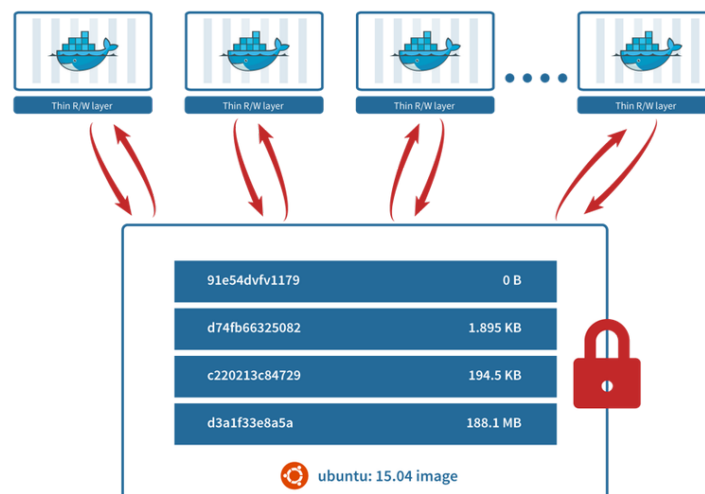 Thin R/W layer
Thin R/W layer
Thin R/W layer
Thin R/W layer
91e54dvfv1179 0 B
d74fb66325082 1.895 KB
c220213c84729 194.5 KB
d3a1f33e8a5a 188.1 MB
ubuntu: 15.04 image